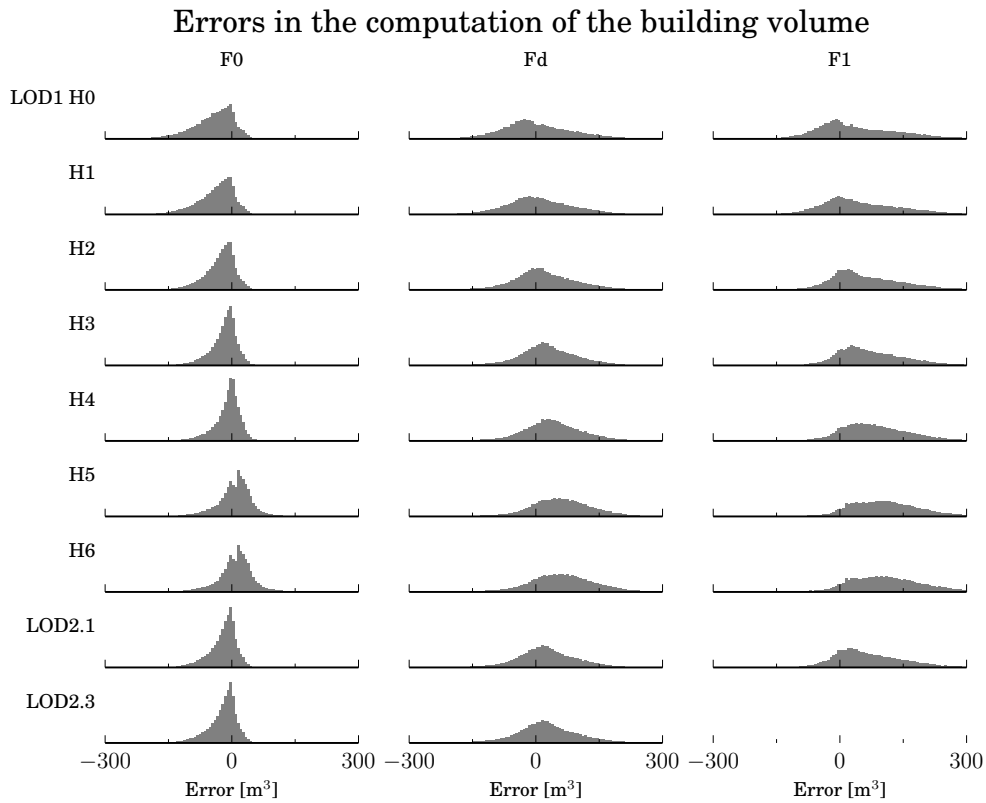 Errors in the computation of the building volume
F0 Fd F1
LOD1 H0
H1
H2
H3
H4
H5
H6
LOD2.1
LOD2.3
−300 0 300 −300 0 300 −300 0 300
Error [m³] Error [m³] Error [m³]